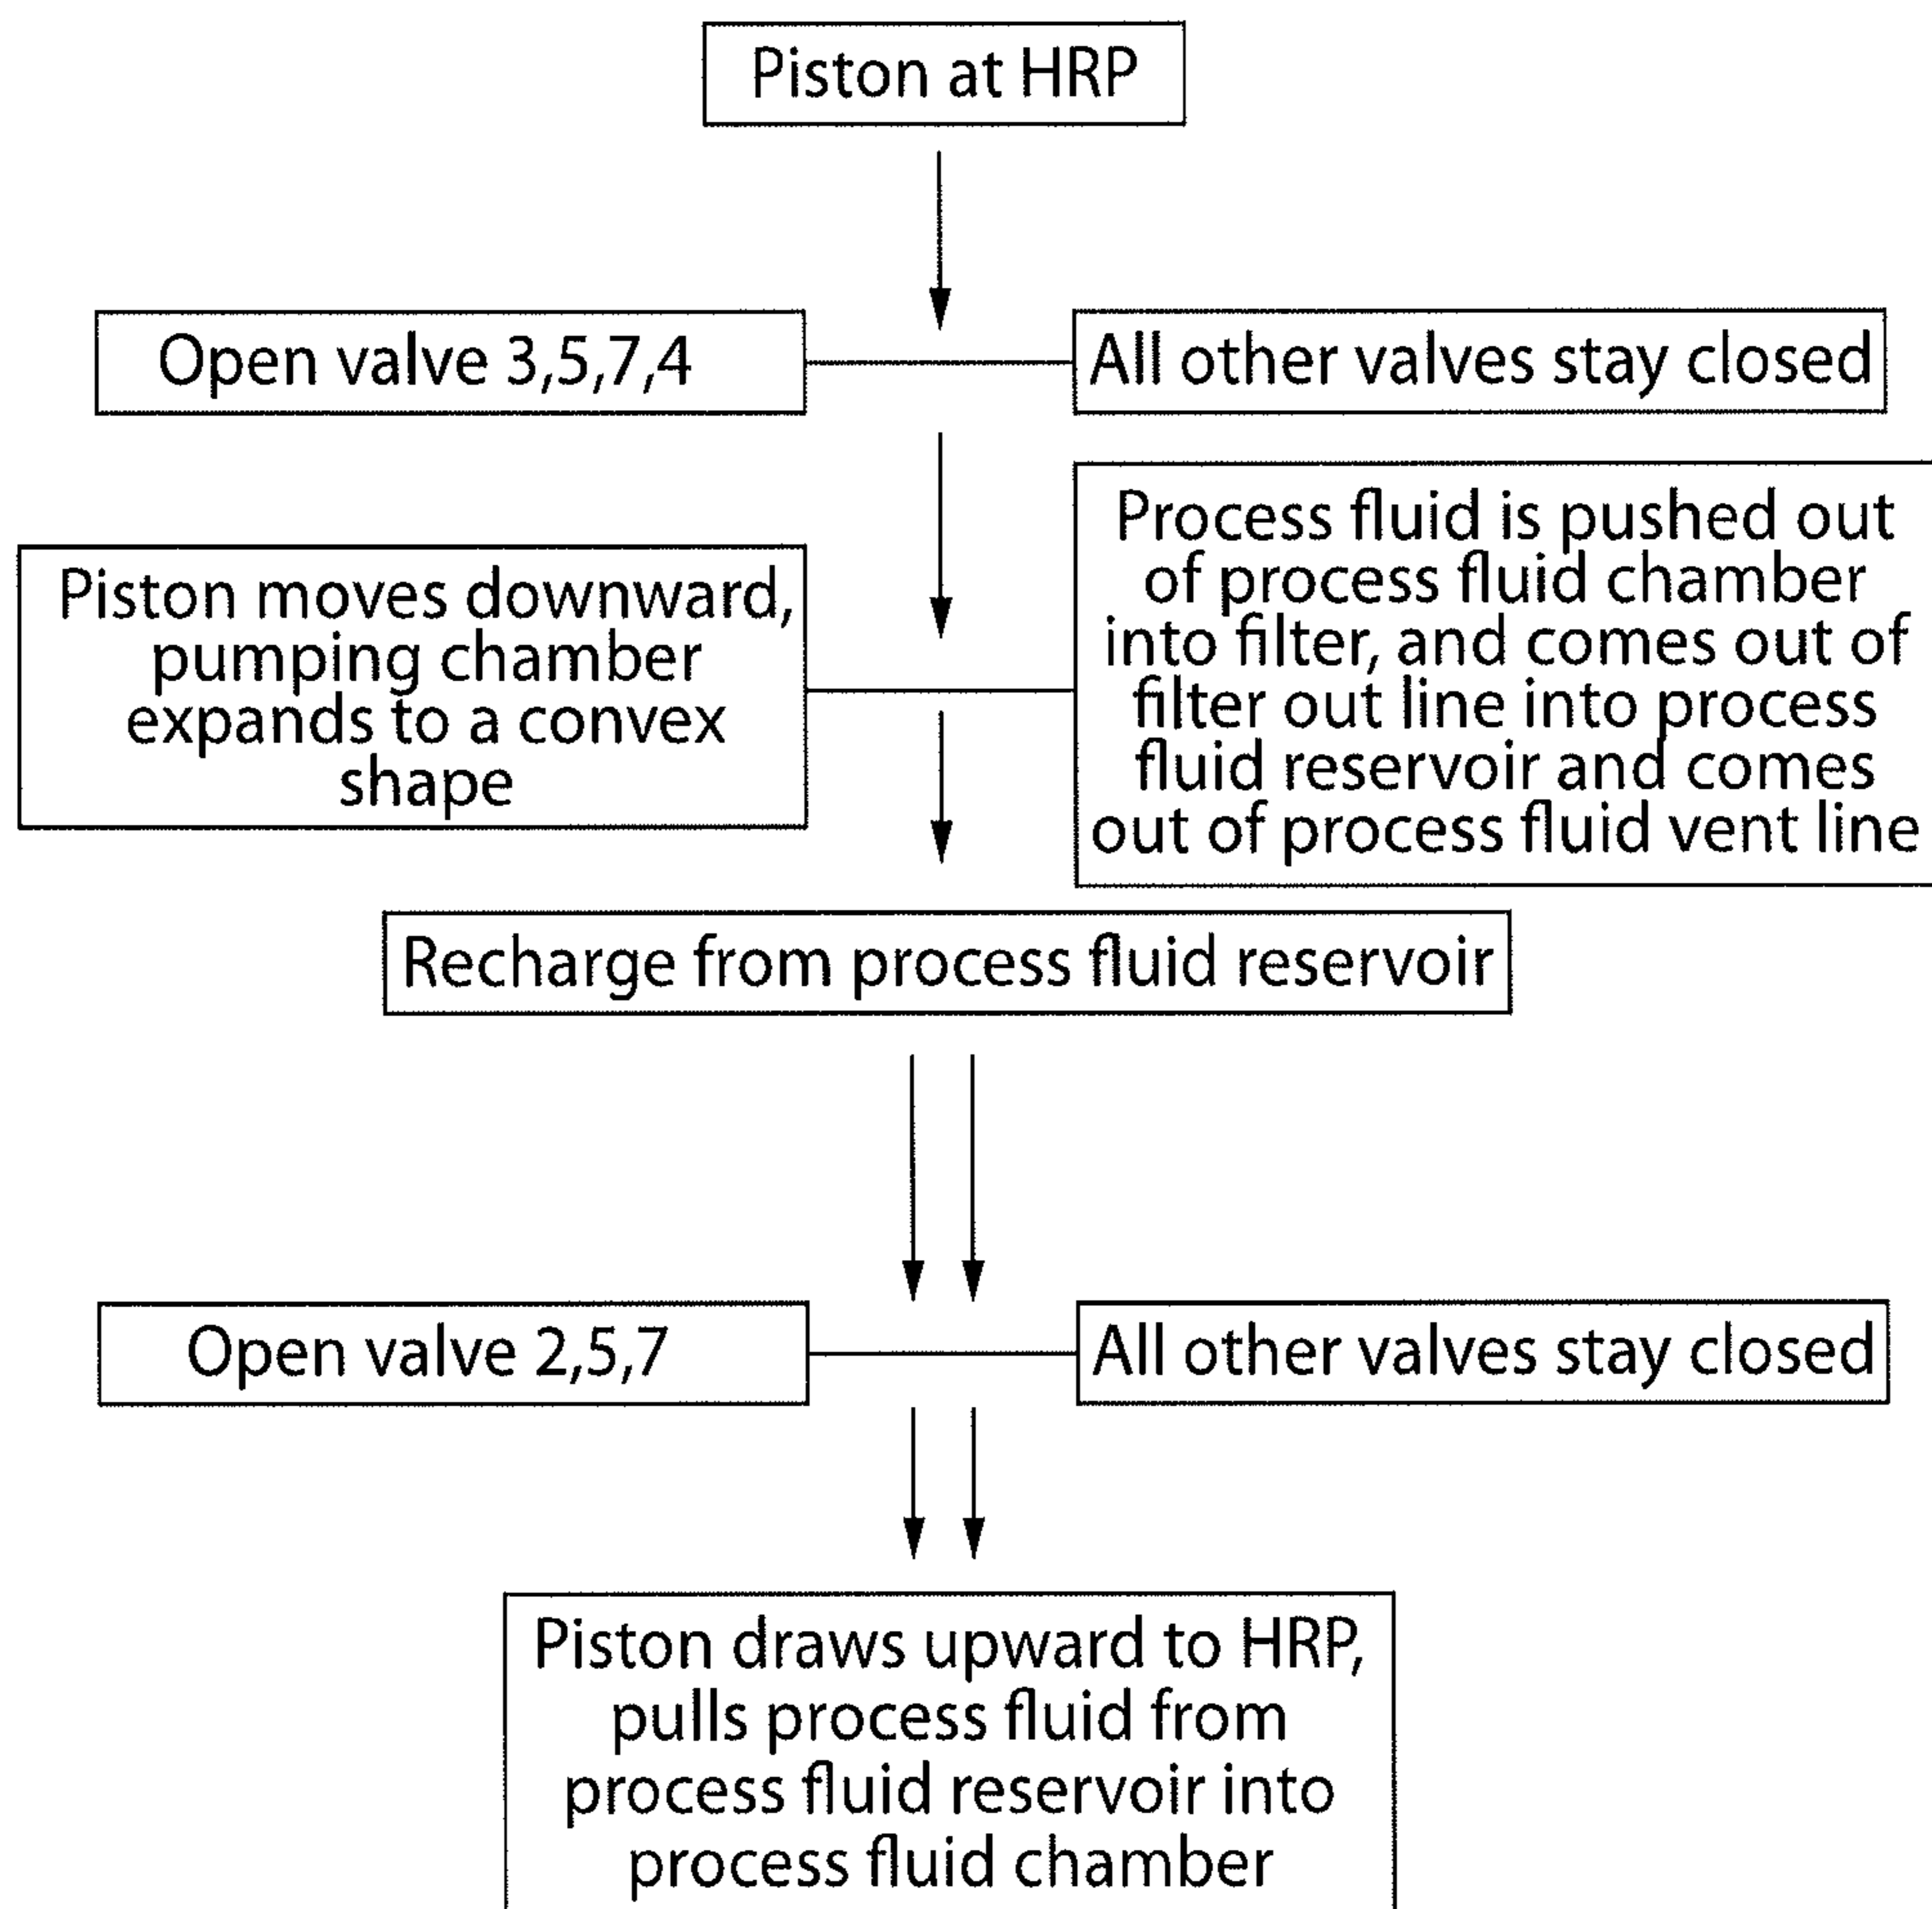 Piston at HRP
Open valve 3,5,7,4
All other valves stay closed
Piston moves downward,
pumping chamber
expands to a convex
shape
Process fluid is pushed out
of process fluid chamber
into filter, and comes out of
filter out line into process
fluid reservoir and comes
out of process fluid vent line
Recharge from process fluid reservoir
Open valve 2,5,7
All other valves stay closed
Piston draws upward to HRP,
pulls process fluid from
process fluid reservoir into
process fluid chamber